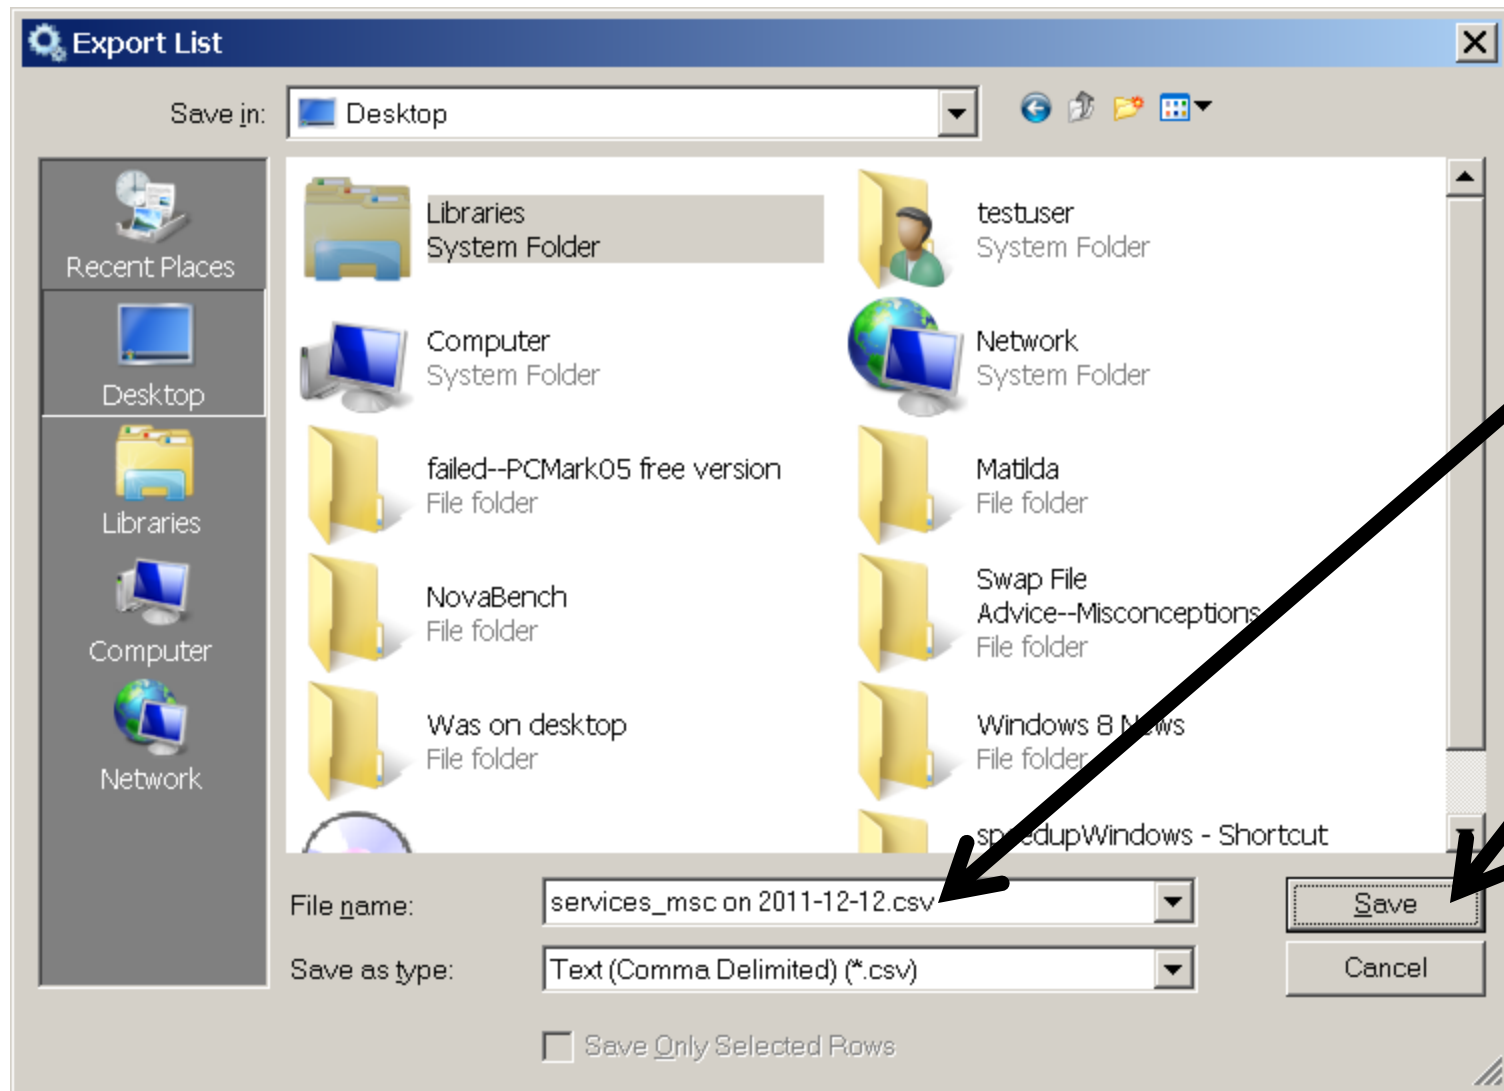 Export List
Save in:
Desktop
Recent Places
Desktop
Libraries
Computer
Network
Libraries
System Folder
testuser
System Folder
Computer
System Folder
Network
System Folder
failed--PCMark05 free version
File folder
Matilda
File folder
NovaBench
File folder
Swap File
Advice--Misconceptions
File folder
Was on desktop
File folder
Windows 8 News
File folder
speedupWindows - Shortcut
File name:
services_msc on 2011-12-12.csv
Save
Save as type:
Text (Comma Delimited) (*.csv)
Cancel
Save Only Selected Rows